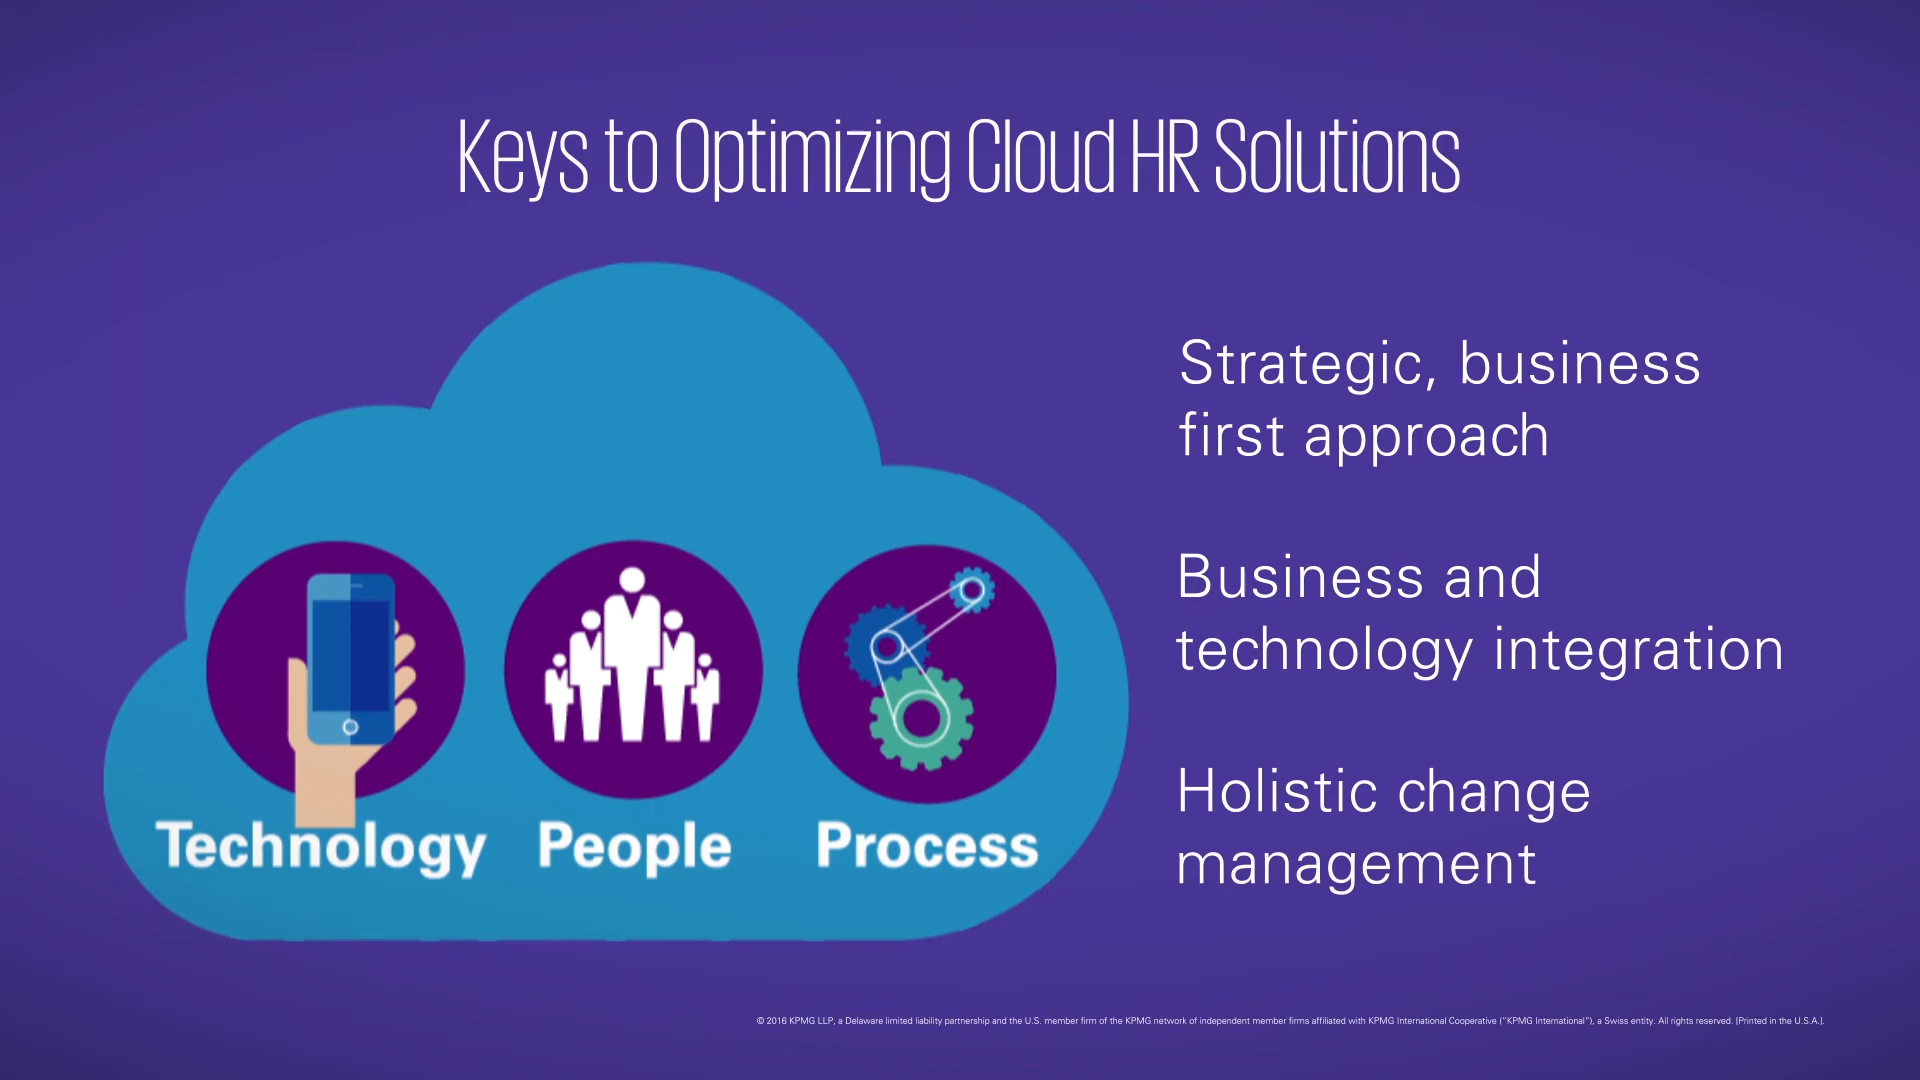 Keys to Optimizing Cloud HR Solutions
Strategic, business
first approach
Business and
technology integration
Holistic change
management
Technology People Process
© 2016 KPMG LLP, a Delaware limited liability partnership and the U.S. member firm of the KPMG network of independent member firms affiliated with KPMG International Cooperative (“KPMG International”), a Swiss entity. All rights reserved. [Printed in the U.S.A.].